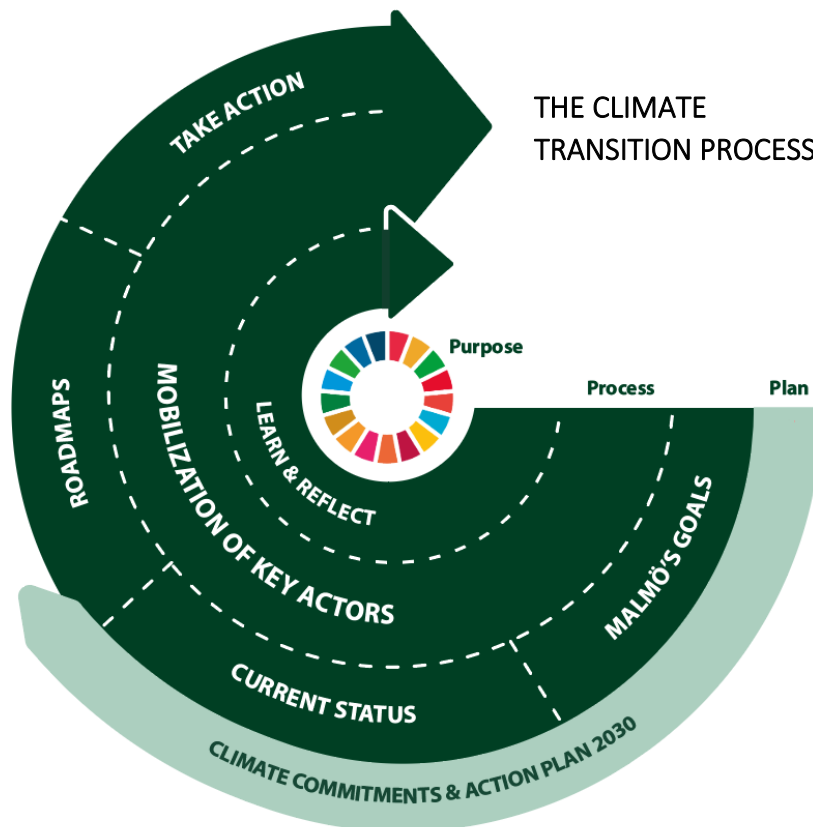 THE CLIMATE
TRANSITION PROCESS
TAKE ACTION
Purpose
Process
Plan
ROADMAPS
MOBILIZATION OF KEY ACTORS
LEARN & REFLECT
MALMÖ'S GOALS
CURRENT STATUS
CLIMATE COMMITMENTS & ACTION PLAN 2030